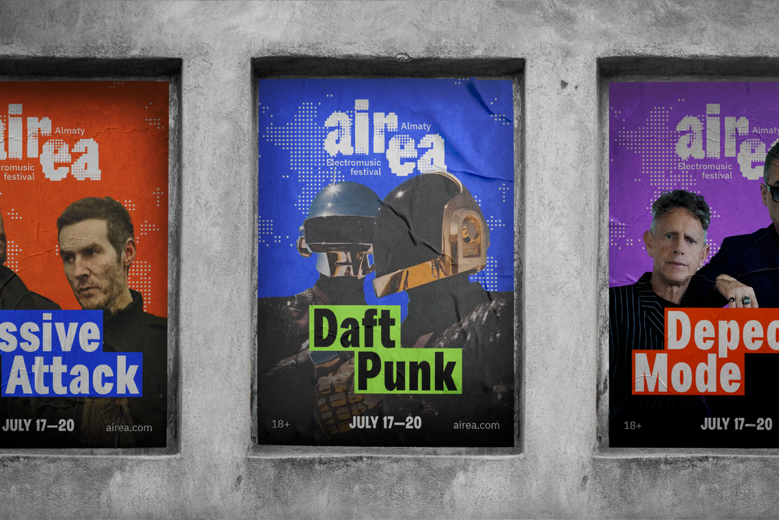 air
ea
Almaty
ectromusic
festival
ssive
Attack
JULY 17—20
airea.com
air
ea
Almaty
Electromusic
festival
Daft
Punk
18+
JULY 17—20
airea.com
air
ea
Almaty
Electromusic
festival
Depec
Mode
18+
JULY 17—20